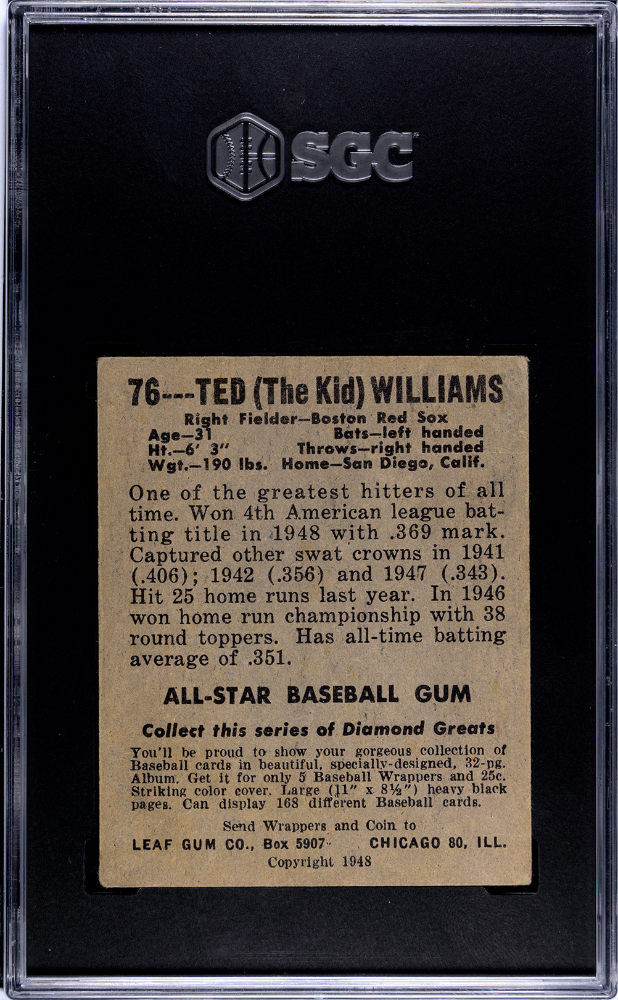 SGC
76---TED (The Kid) WILLIAMS
Right Fielder—Boston Red Sox
Age—31 Bats—left handed
Ht.—6' 3" Throws—right handed
Wgt.—190 lbs. Home—San Diego, Calif.
One of the greatest hitters of all
time. Won 4th American league bat-
ting title in 1948 with .369 mark.
Captured other swat crowns in 1941
(.406); 1942 (.356) and 1947 (.343).
Hit 25 home runs last year. In 1946
won home run championship with 38
round toppers. Has all-time batting
average of .351.
ALL-STAR BASEBALL GUM
Collect this series of Diamond Greats
You'll be proud to show your gorgeous collection of
Baseball cards in beautiful, specially-designed, 32-pg.
Album. Get it for only 5 Baseball Wrappers and 25c.
Striking color cover. Large (11" x 8½") heavy black
pages. Can display 168 different Baseball cards.
Send Wrappers and Coin to
LEAF GUM CO., Box 5907 CHICAGO 80, ILL.
Copyright 1948